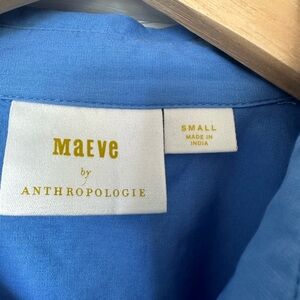 Maeve
by
ANTHROPOLOGIE
SMALL
MADE IN
INDIA